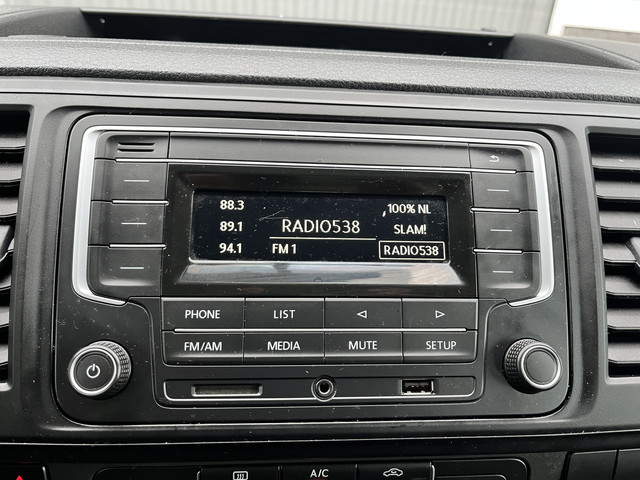 88.3 100% NL
89.1 RADIO538 SLAM!
94.1 FM 1 RADIO538
PHONE LIST
FM/AM MEDIA MUTE SETUP
A/C